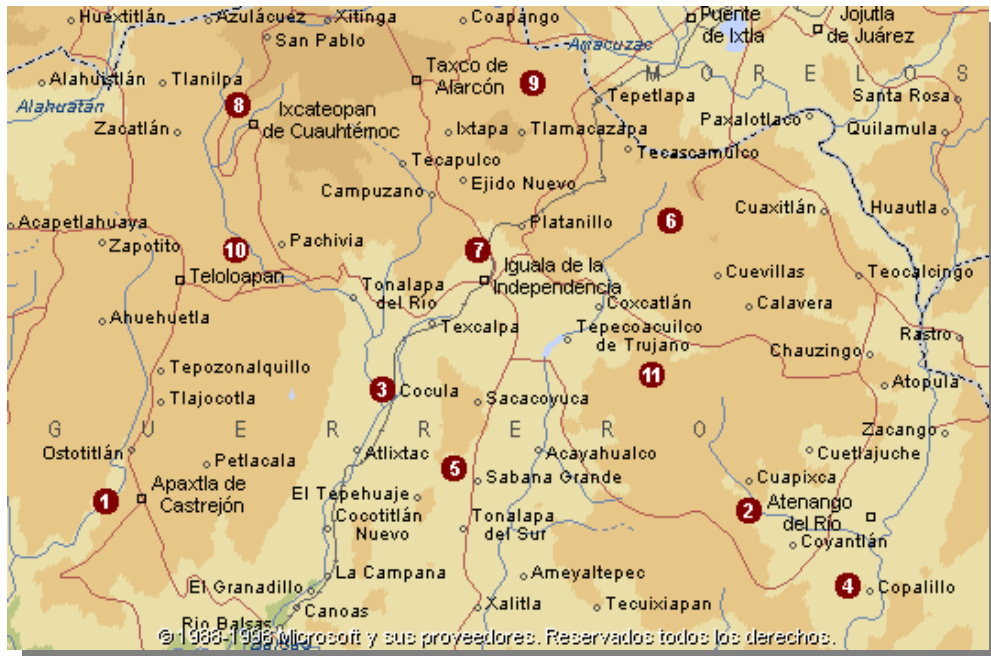 Huextitlán
Azulácuez
Xitinga
Coapango
Puente
de Ixtla
Jojutla
de Juárez
San Pablo
Amacuzac
Alahuistlán
Tlanilpa
Taxco de
Alarcón
9
MORELOS
Alahuatán
8
Tepetlapa
Santa Rosa
Ixcateopan
de Cuauhtémoc
Zacatlán
Ixtapa
Tlamacazapa
Paxalotlaco
Quilamula
Tecapulco
Tecascamulco
Campuzano
Ejido Nuevo
Acapetlahuaya
Platanillo
6
Cuaxitlán
Huautla
Zapotito
10
Pachivia
7
Teloloapan
Iguala de la
Independencia
Cuevillas
Teocalcingo
Tonalapa
del Río
Coxcatlán
Calavera
Ahuehuetla
Texcalpa
Tepecoacuilco
de Trujano
Rastro
Chauzingo
Tepozonalquillo
11
Atopula
Tlajocotla
3
Cocula
Sacacoyuca
GUERRERO
Zacango
Ostotitlán
Petlacala
Atlixtac
5
Acayahualco
Cuetlajuche
Apaxtla de
Castrejón
Sabana Grande
Cuapixca
1
El Tepehuaje
2
Atenango
del Río
Cocotitlán
Nuevo
Tonalapa
del Sur
Coyantlán
La Campana
Ameyaltepec
El Granadillo
4
Copalillo
Canoas
Xalitla
Tecuixiapan
Rio Balsas
©1988-1996 Microsoft y sus proveedores. Reservados todos los derechos.